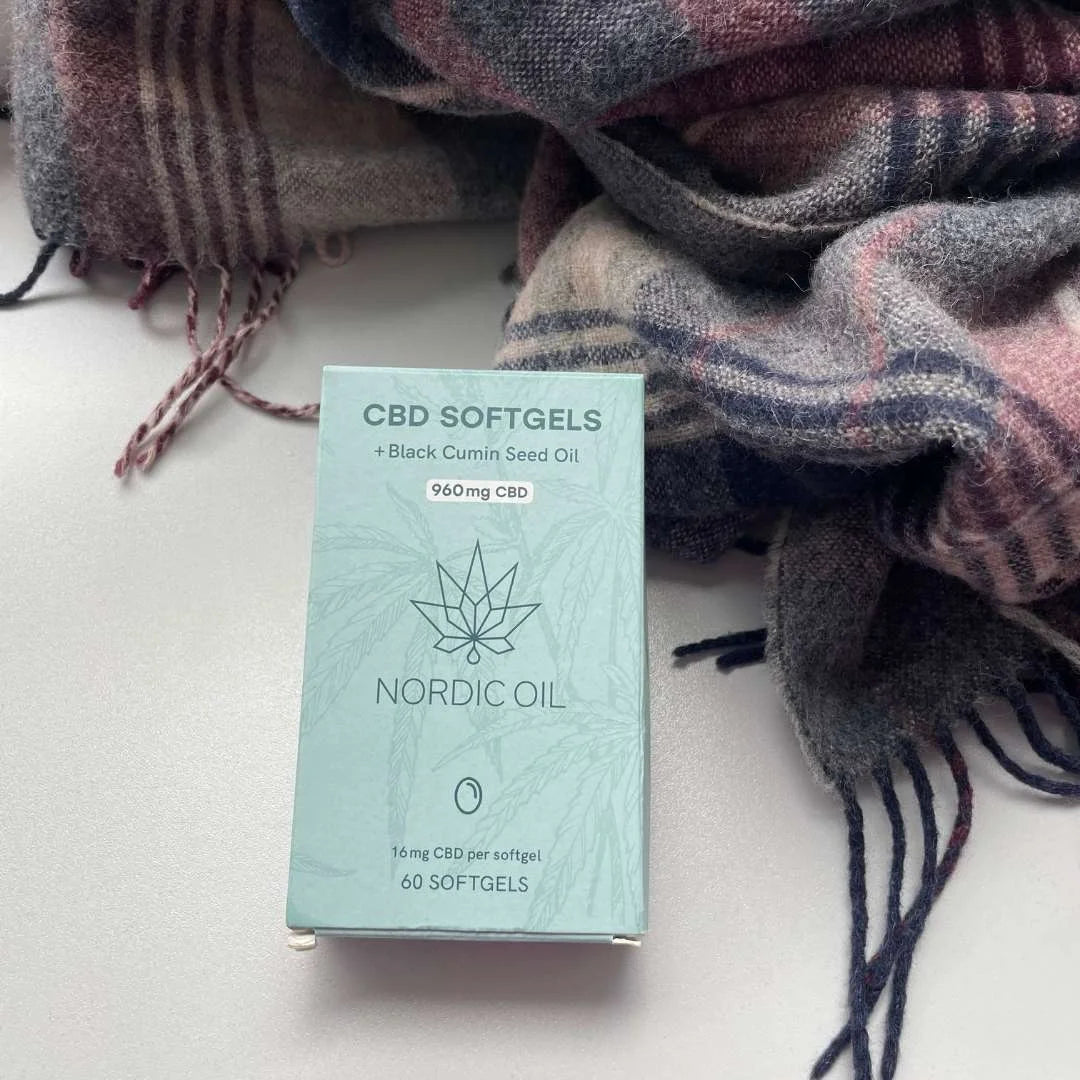 CBD SOFTGELS
+Black Cumin Seed Oil
960mg CBD
NORDIC OIL
16mg CBD per softgel
60 SOFTGELS